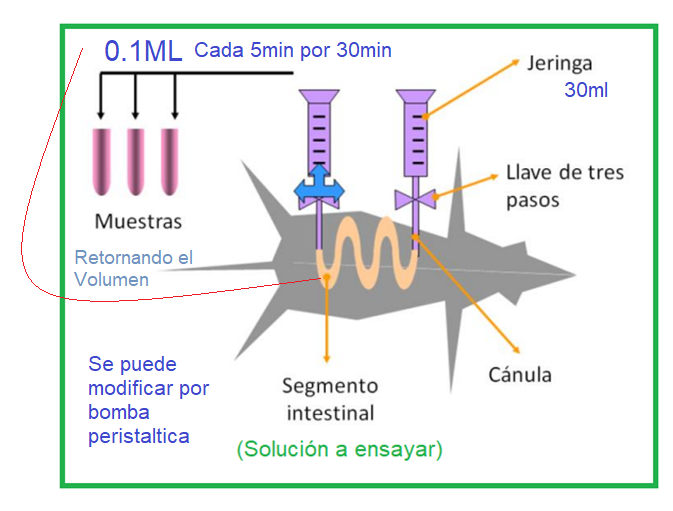 0.1ML Cada 5min por 30min
Jeringa
30ml
Llave de tres
pasos
Muestras
Retornando el
Volumen
Se puede
modificar por
bomba
peristaltica
Segmento
intestinal
Cánula
(Solución a ensayar)